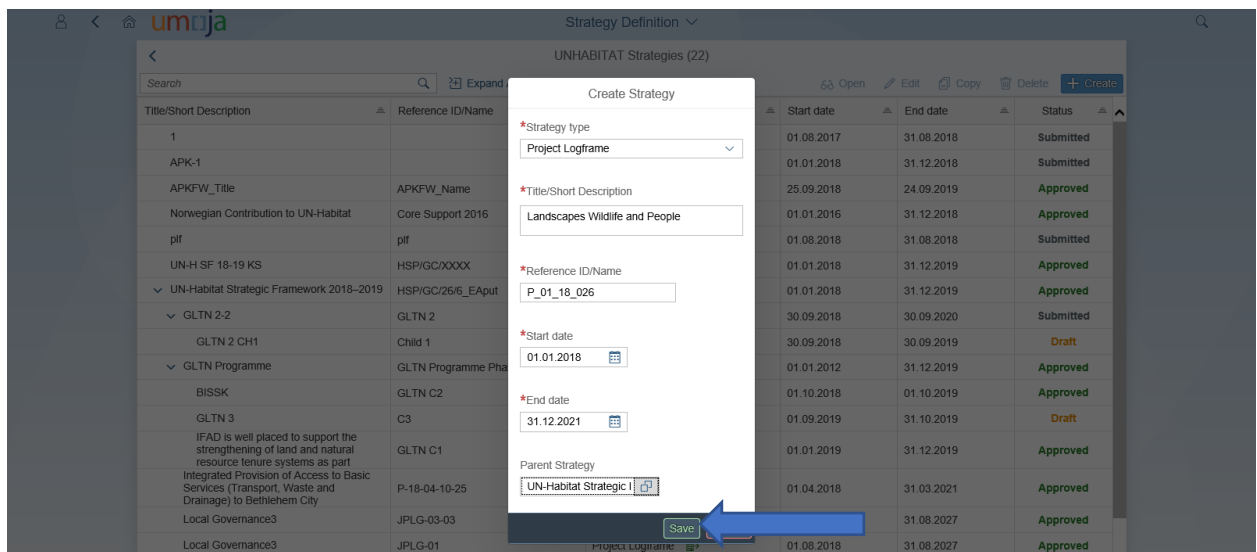 umoja
Strategy Definition
UNHABITAT Strategies (22)
Search
Expand
Open Edit Copy Delete + Create
Title/Short Description Reference ID/Name Start date End date Status
1 01.08.2017 31.08.2018 Submitted
APK-1 01.01.2018 31.12.2018 Submitted
APKFW_Title APKFW_Name 25.09.2018 24.09.2019 Approved
Norwegian Contribution to UN-Habitat Core Support 2016 01.01.2016 31.12.2018 Approved
plf plf 01.08.2018 31.08.2018 Submitted
UN-H SF 18-19 KS HSP/GC/XXXX 01.01.2018 31.12.2019 Approved
UN-Habitat Strategic Framework 2018–2019 HSP/GC/26/6_EAput 01.01.2018 31.12.2019 Approved
GLTN 2-2 GLTN 2 30.09.2018 30.09.2020 Submitted
GLTN 2 CH1 Child 1 30.09.2018 30.09.2019 Draft
GLTN Programme GLTN Programme Pha 01.01.2012 31.12.2019 Approved
BISSK GLTN C2 01.10.2018 01.10.2019 Approved
GLTN 3 C3 01.09.2019 31.10.2019 Draft
IFAD is well placed to support the
strengthening of land and natural GLTN C1 01.01.2019 31.12.2019 Approved
resource tenure systems as part
Integrated Provision of Access to Basic
Services (Transport, Waste and P-18-04-10-25 01.04.2018 31.03.2021 Approved
Drainage) to Bethlehem City
Local Governance3 JPLG-03-03 31.08.2027 Approved
Local Governance3 JPLG-01 Project Logframe 01.08.2018 31.08.2027 Approved
Create Strategy
*Strategy type
Project Logframe
*Title/Short Description
Landscapes Wildlife and People
*Reference ID/Name
P_01_18_026
*Start date
01.01.2018
*End date
31.12.2021
Parent Strategy
UN-Habitat Strategic
Save